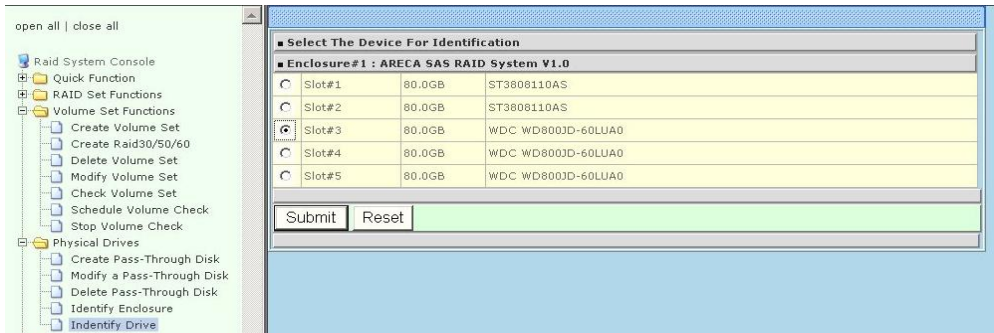 open all | close all
Raid System Console
Quick Function
RAID Set Functions
Volume Set Functions
Create Volume Set
Create Raid30/50/60
Delete Volume Set
Modify Volume Set
Check Volume Set
Schedule Volume Check
Stop Volume Check
Physical Drives
Create Pass-Through Disk
Modify a Pass-Through Disk
Delete Pass-Through Disk
Identify Enclosure
Indentify Drive
Select The Device For Identification
Enclosure#1 : ARECA SAS RAID System V1.0
Slot#1 80.0GB ST3808110AS
Slot#2 80.0GB ST3808110AS
Slot#3 80.0GB WDC WD800JD-60LUA0
Slot#4 80.0GB WDC WD800JD-60LUA0
Slot#5 80.0GB WDC WD800JD-60LUA0
Submit Reset